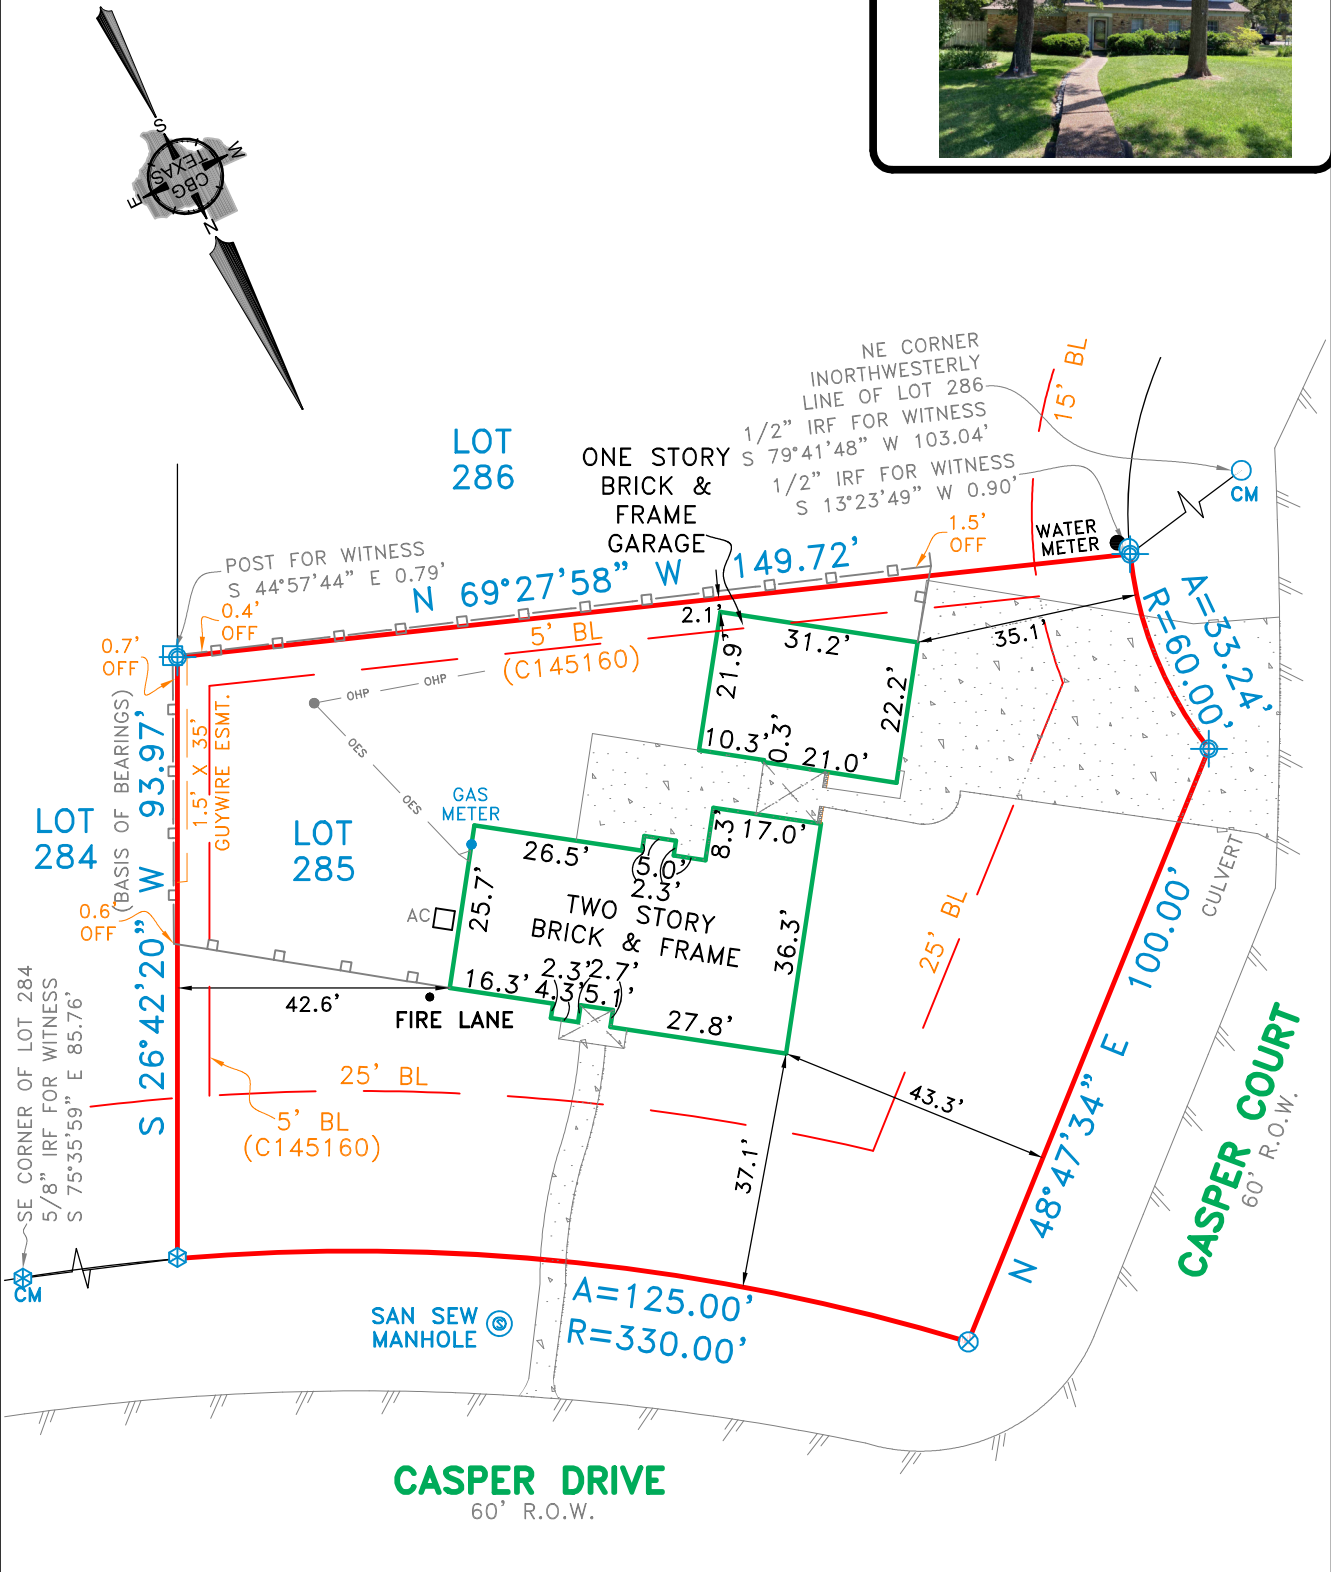 S
W
CBG
TEXAS
E
N
NE CORNER
INORTHWESTERLY
LINE OF LOT 286
1/2" IRF FOR WITNESS
S 79°41'48" W 103.04'
1/2" IRF FOR WITNESS
S 13°23'49" W 0.90'
15' BL
CM
LOT
286
ONE STORY
BRICK &
FRAME
GARAGE
1.5'
OFF
WATER
METER
POST FOR WITNESS
S 44°57'44" E 0.79'
N 69°27'58" W 149.72'
0.4'
OFF
0.7'
OFF
5' BL
(C145160)
2.1'
31.2'
21.9'
22.2'
10.3'
0.3'
21.0'
35.1'
A=33.24'
R=60.00'
OHP
OHP
OES
OES
1.5' X 35'
GUYWIRE ESMT.
S 26°42'20" W 93.97'
(BASIS OF BEARINGS)
LOT
284
LOT
285
GAS
METER
26.5'
5.0'
2.3'
8.3'
17.0'
TWO STORY
BRICK & FRAME
25.7'
36.3'
AC
0.6'
OFF
16.3'
2.3'
4.3'
2.7'
5.1'
27.8'
42.6'
FIRE LANE
25' BL
CULVERT
N 48°47'34" E 100.00'
SE CORNER OF LOT 284
5/8" IRF FOR WITNESS
S 75°35'59" E 85.76'
CM
25' BL
5' BL
(C145160)
43.3'
37.1'
CASPER COURT
60' R.O.W.
SAN SEW
MANHOLE
S
A=125.00'
R=330.00'
CASPER DRIVE
60' R.O.W.